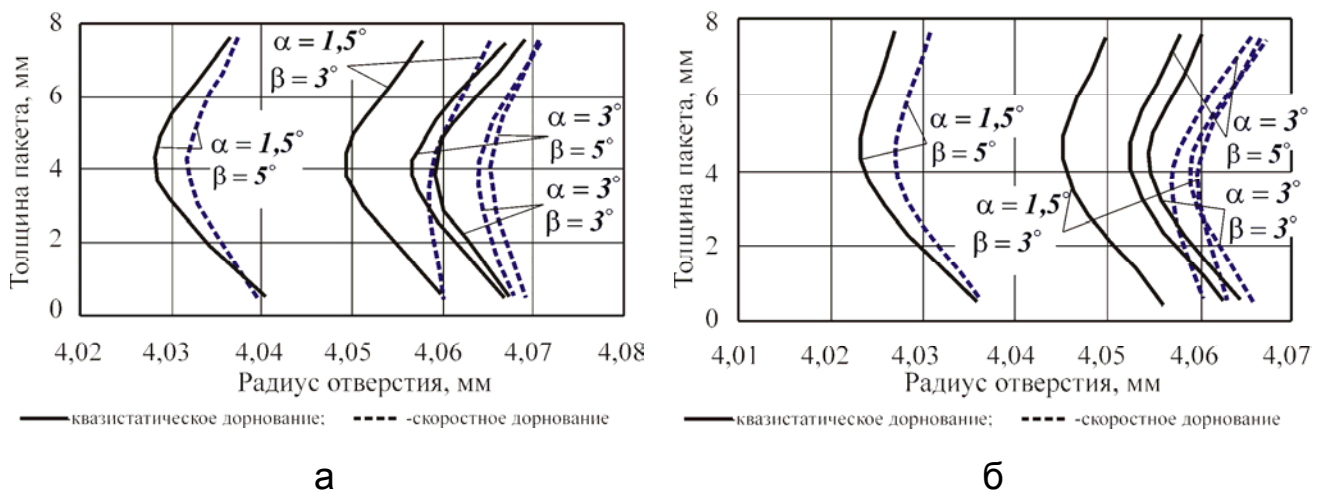 8
6
4
2
0
Толщина пакета, мм
α = 1,5°
β = 3°
α = 1,5°
β = 5°
α = 3°
β = 5°
α = 3°
β = 3°
4,02 4,03 4,04 4,05 4,06 4,07 4,08
Радиус отверстия, мм
-квазистатическое дорнование; -скоростное дорнование
а
8
6
4
2
0
Толщина пакета, мм
α = 1,5°
β = 5°
α = 3°
β = 5°
α = 1,5°
β = 3°
α = 3°
β = 3°
4,01 4,02 4,03 4,04 4,05 4,06 4,07
Радиус отверстия, мм
-квазистатическое дорнование; -скоростное дорнование
б